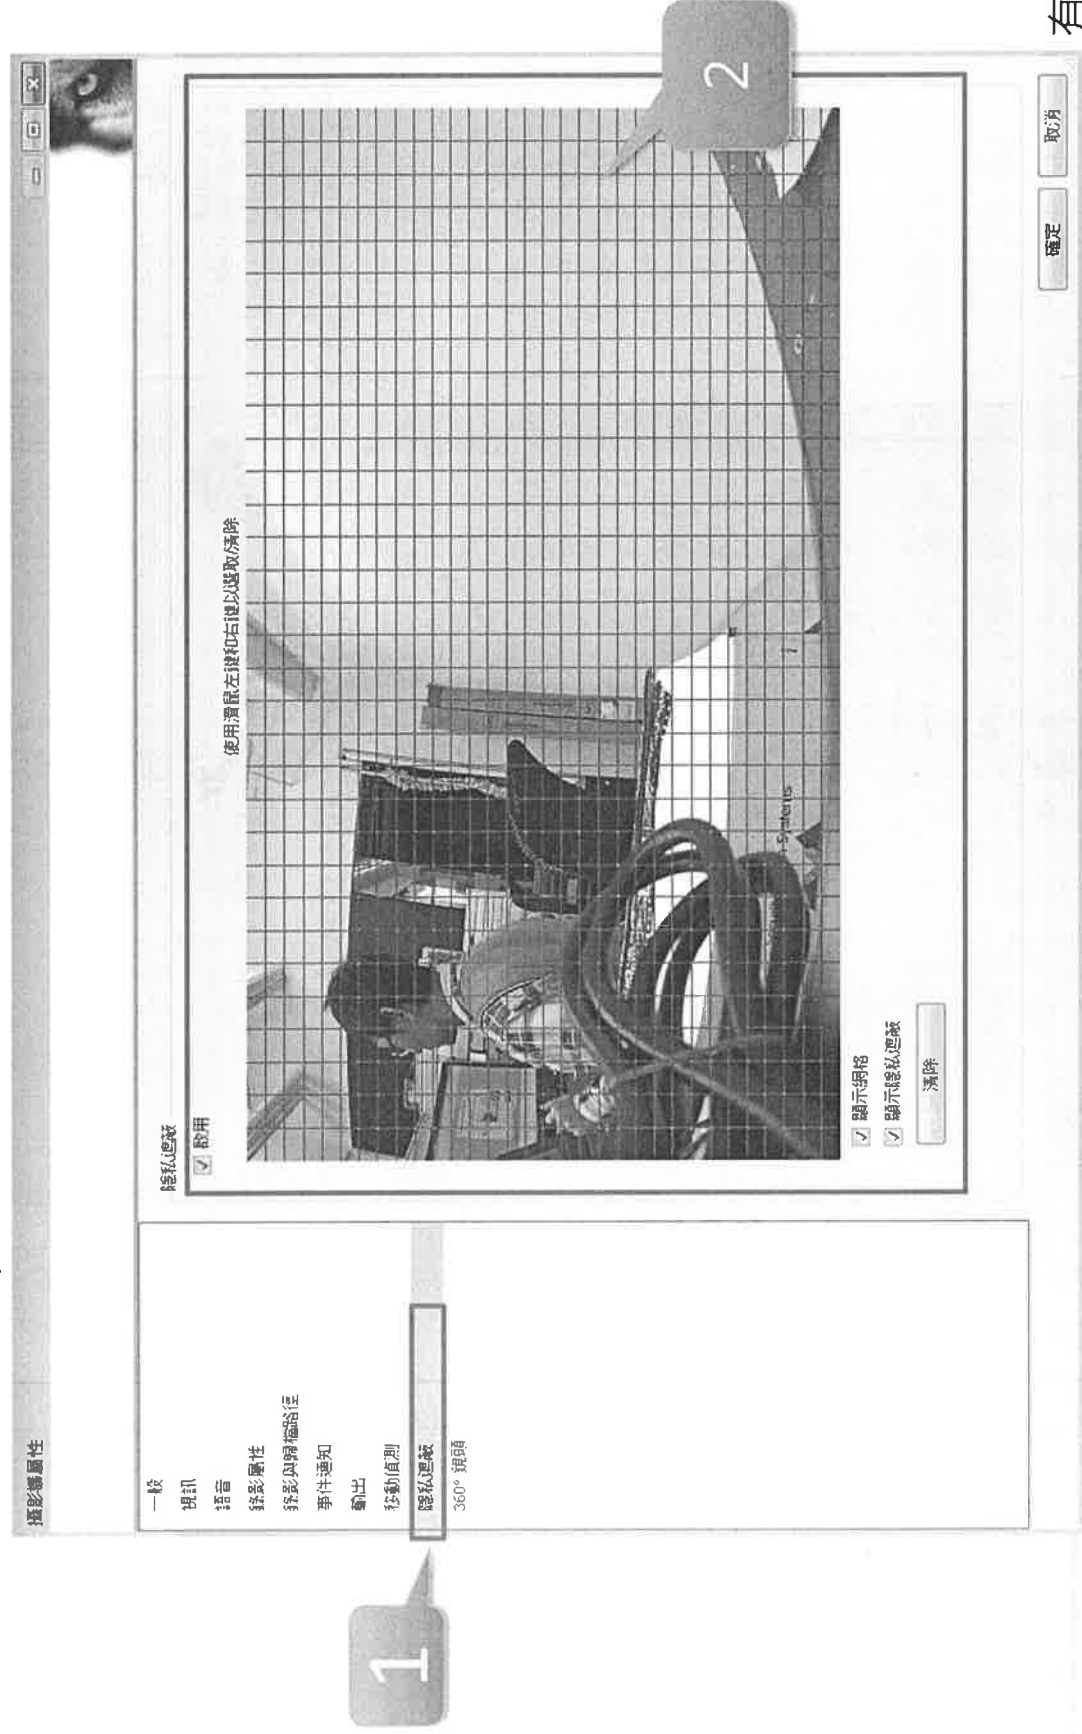 攝影機屬性
一般
視訊
語音
錄影屬性
錄影與歸檔路徑
事件通知
輸出
移動偵測
隱私遮蔽
360° 鏡頭
隱私遮蔽
啟用
使用滑鼠左鍵和右鍵以選取/清除
n Systems
顯示網格
顯示隱私遮蔽
清除
確定
取消
1
2
有